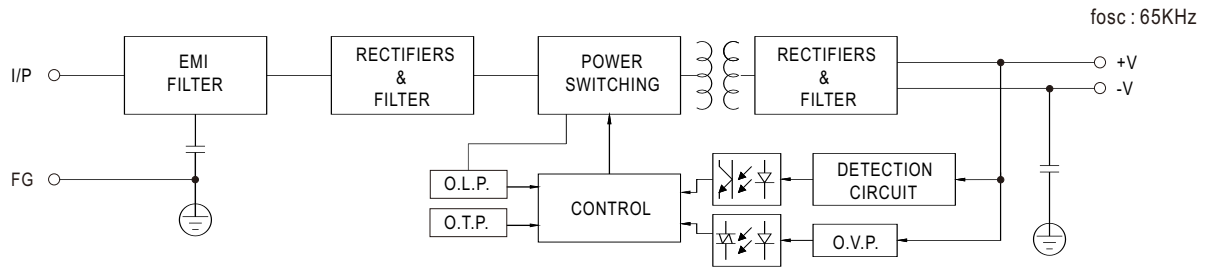 fosc : 65KHz
I/P
EMI
FILTER
RECTIFIERS
&
FILTER
POWER
SWITCHING
RECTIFIERS
&
FILTER
+V
-V
FG
O.L.P.
O.T.P.
CONTROL
DETECTION
CIRCUIT
O.V.P.